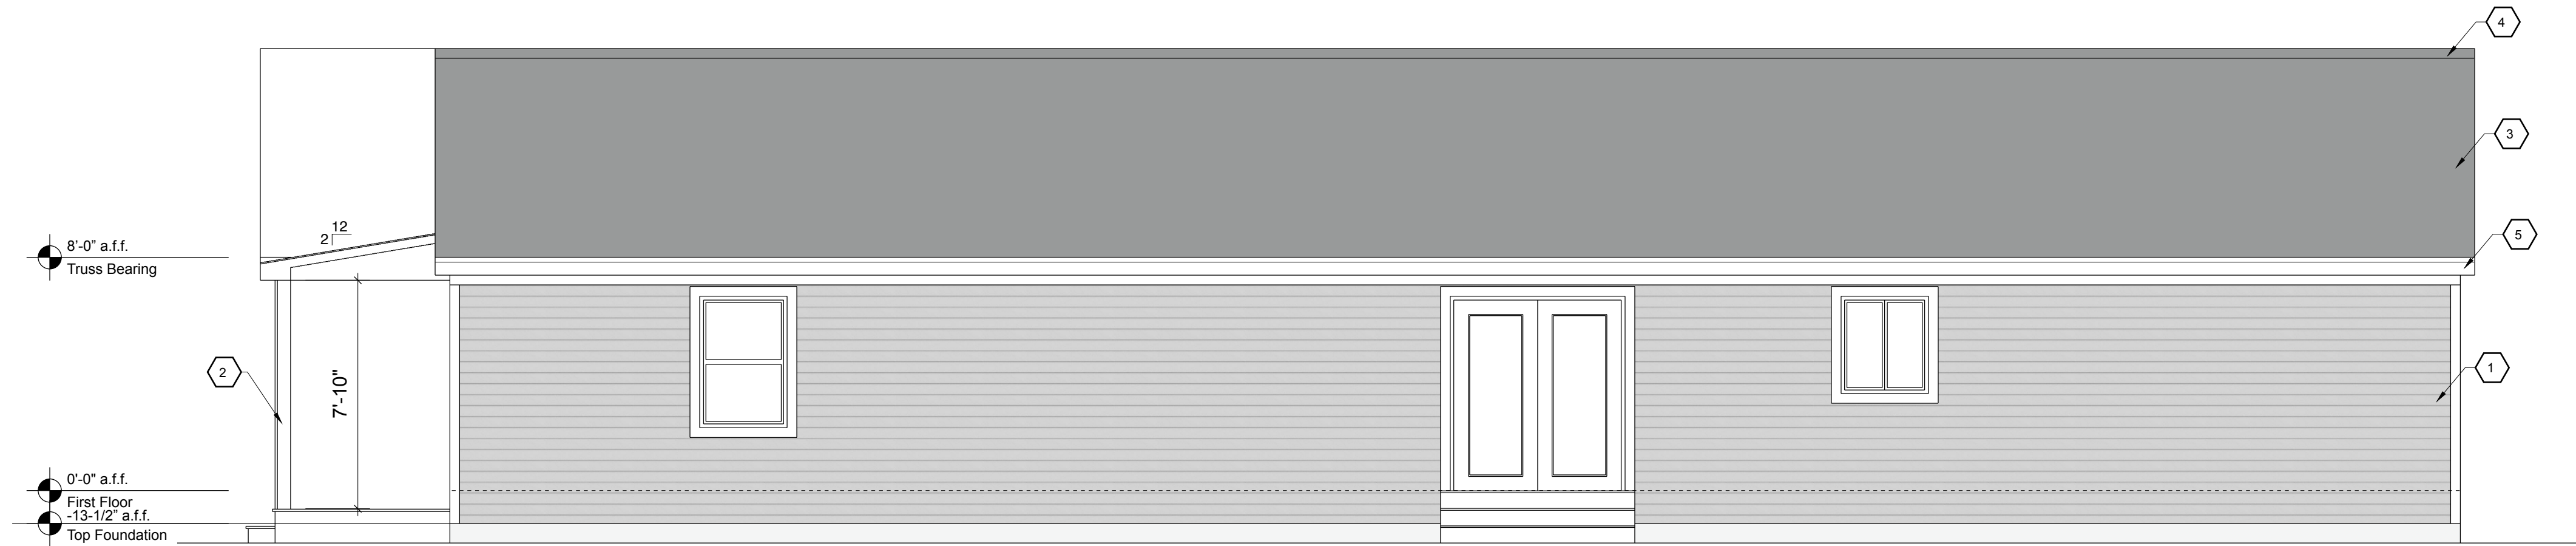 4
3
12
2
5
8’-0” a.f.f.
Truss Bearing
2
7'-10"
1
0'-0" a.f.f.
First Floor
-13-1/2” a.f.f.
Top Foundation